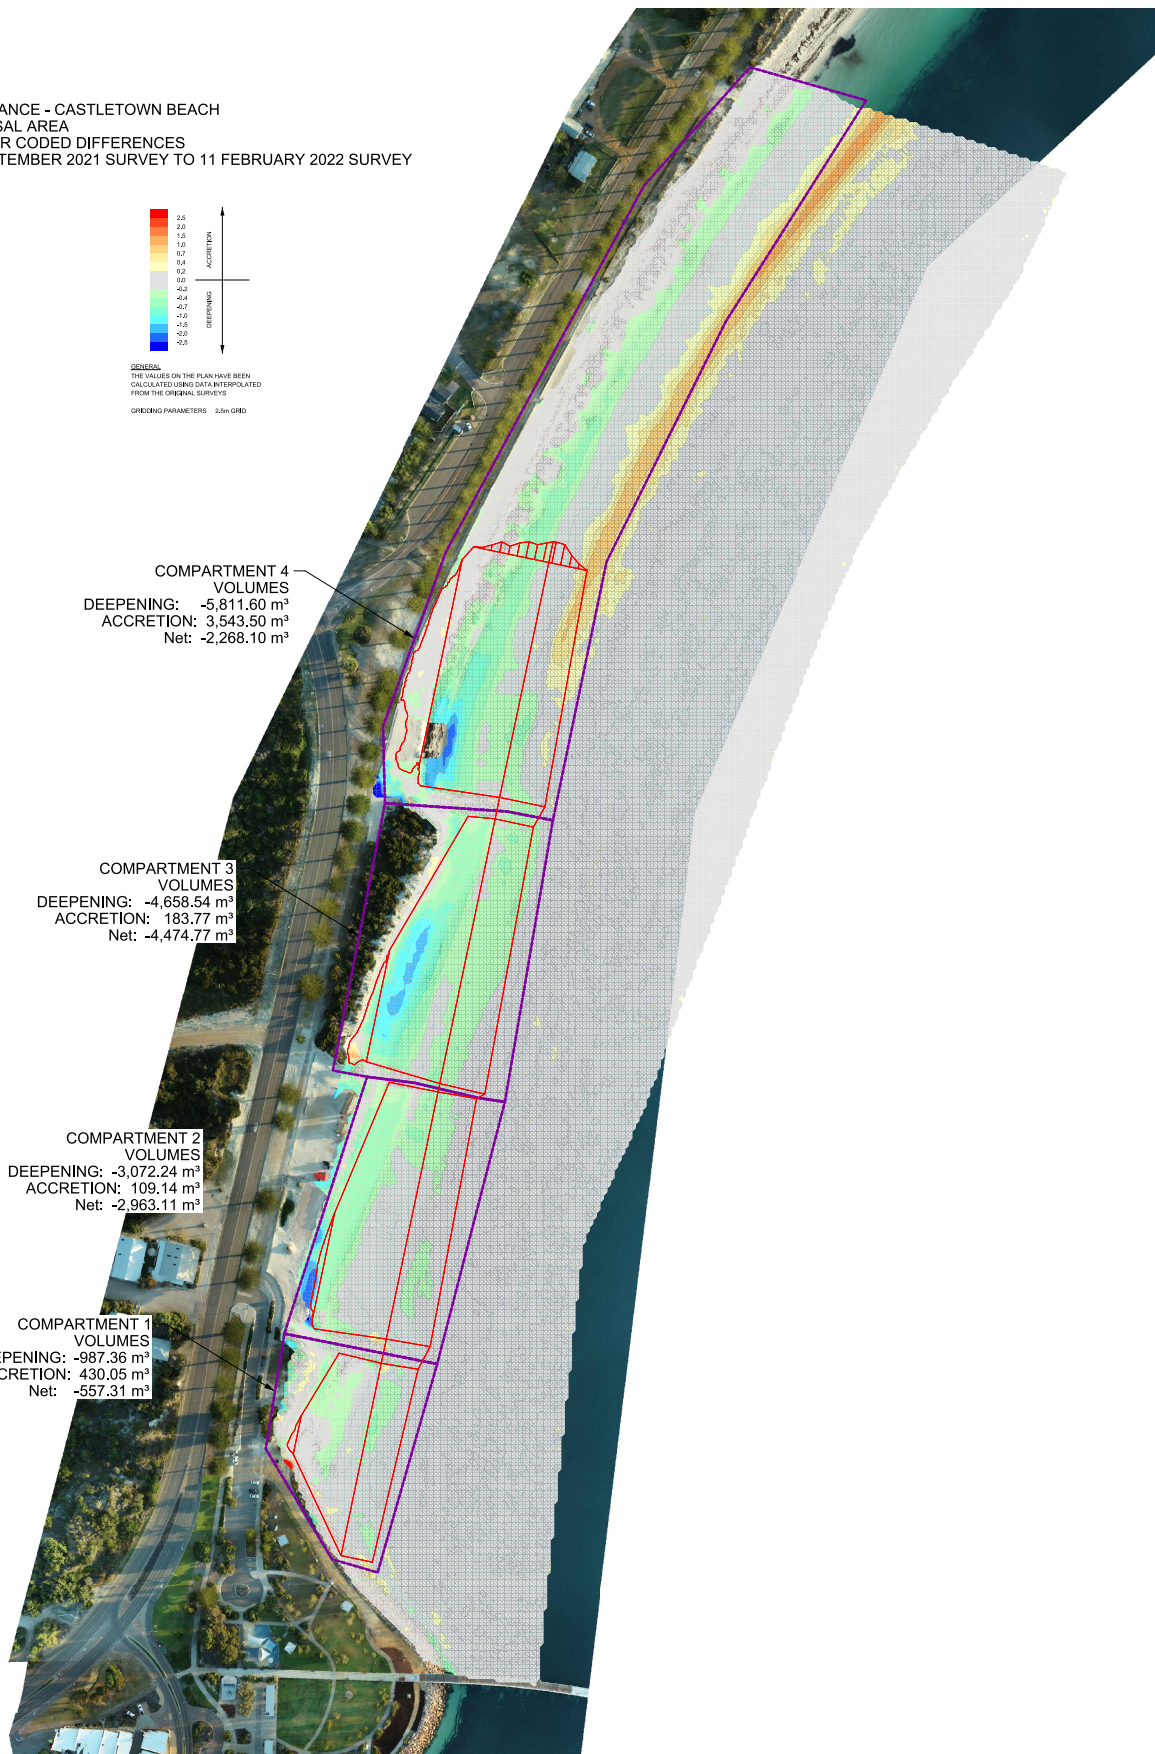 ANCE - CASTLETOWN BEACH
SAL AREA
R CODED DIFFERENCES
TEMBER 2021 SURVEY TO 11 FEBRUARY 2022 SURVEY
2.5
2.0
1.5
1.0
0.7
0.4
0.2
0.0
-0.2
-0.4
-0.7
-1.0
-1.5
-2.0
-2.5
ACCRETION
DEEPENING
GENERAL
THE VALUES ON THE PLAN HAVE BEEN
CALCULATED USING DATA INTERPOLATED
FROM THE ORIGINAL SURVEYS
GRIDDING PARAMETERS 2.5m GRID
COMPARTMENT 4
VOLUMES
DEEPENING: -5,811.60 m³
ACCRETION: 3,543.50 m³
Net: -2,268.10 m³
COMPARTMENT 3
VOLUMES
DEEPENING: -4,658.54 m³
ACCRETION: 183.77 m³
Net: -4,474.77 m³
COMPARTMENT 2
VOLUMES
DEEPENING: -3,072.24 m³
ACCRETION: 109.14 m³
Net: -2,963.11 m³
COMPARTMENT 1
VOLUMES
EPENING: -987.36 m³
CRETION: 430.05 m³
Net: -557.31 m³